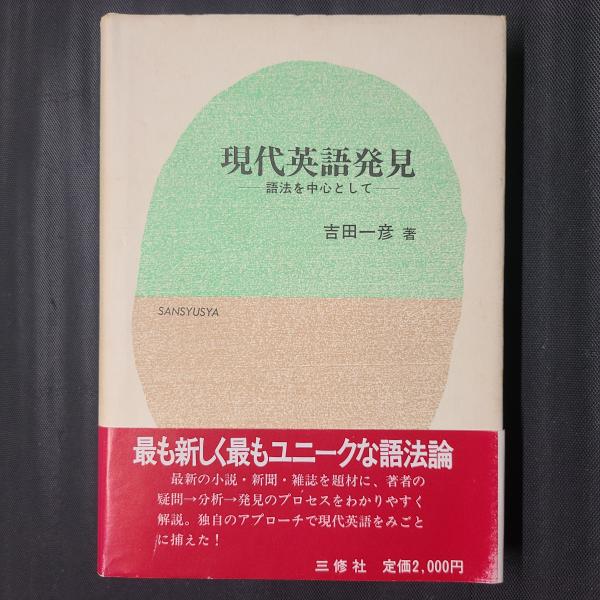 現代英語発見
―語法を中心として―
吉田一彦 著
SANSYUSYA
最も新しく最もユニークな語法論
最新の小説・新聞・雑誌を題材に、著者の
疑問→分析→発見のプロセスをわかりやすく
解説。独自のアプローチで現代英語をみごと
に捕えた！
三修社 定価2,000円